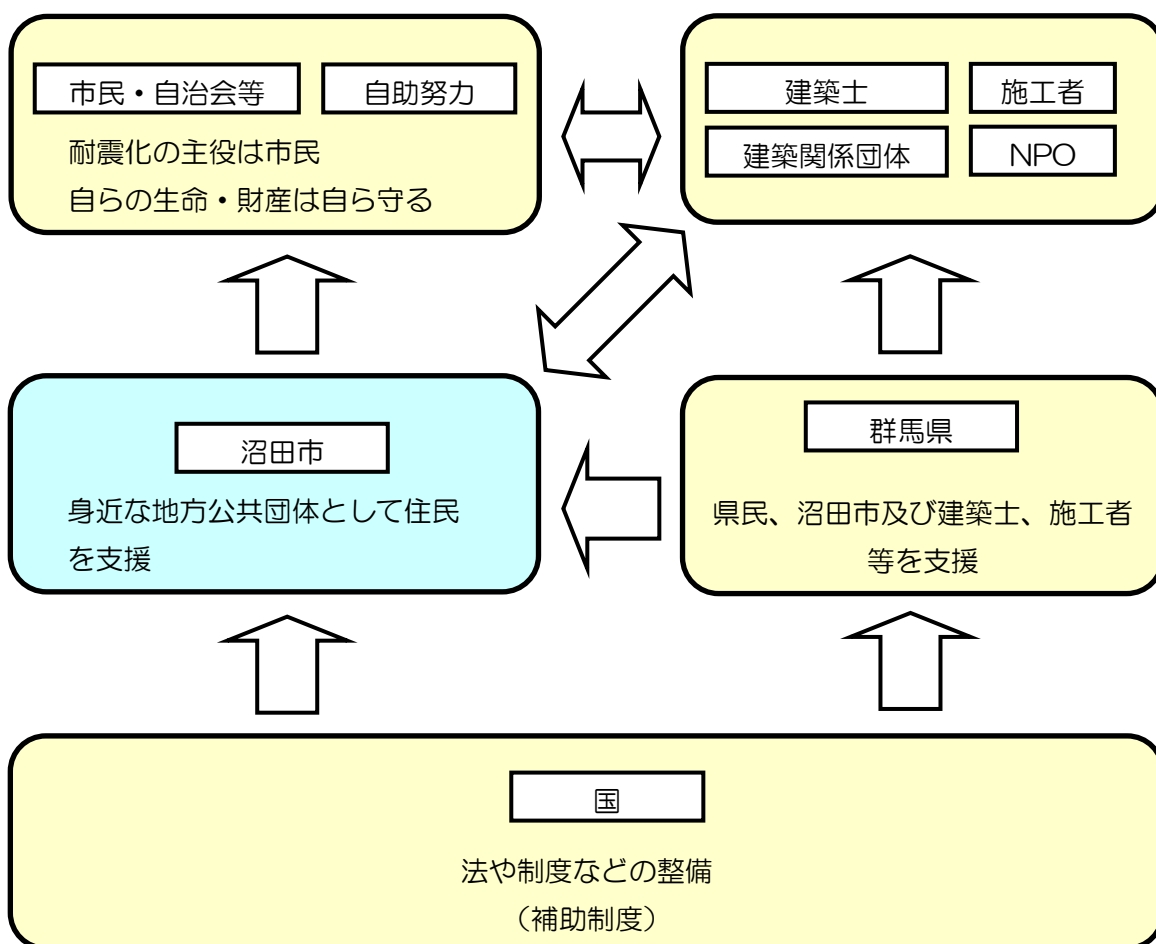 市民・自治会等
自助努力
耐震化の主役は市民
自らの生命・財産は自ら守る
建築士
施工者
建築関係団体
NPO
沼田市
身近な地方公共団体として住民
を支援
群馬県
県民、沼田市及び建築士、施工者
等を支援
国
法や制度などの整備
（補助制度）